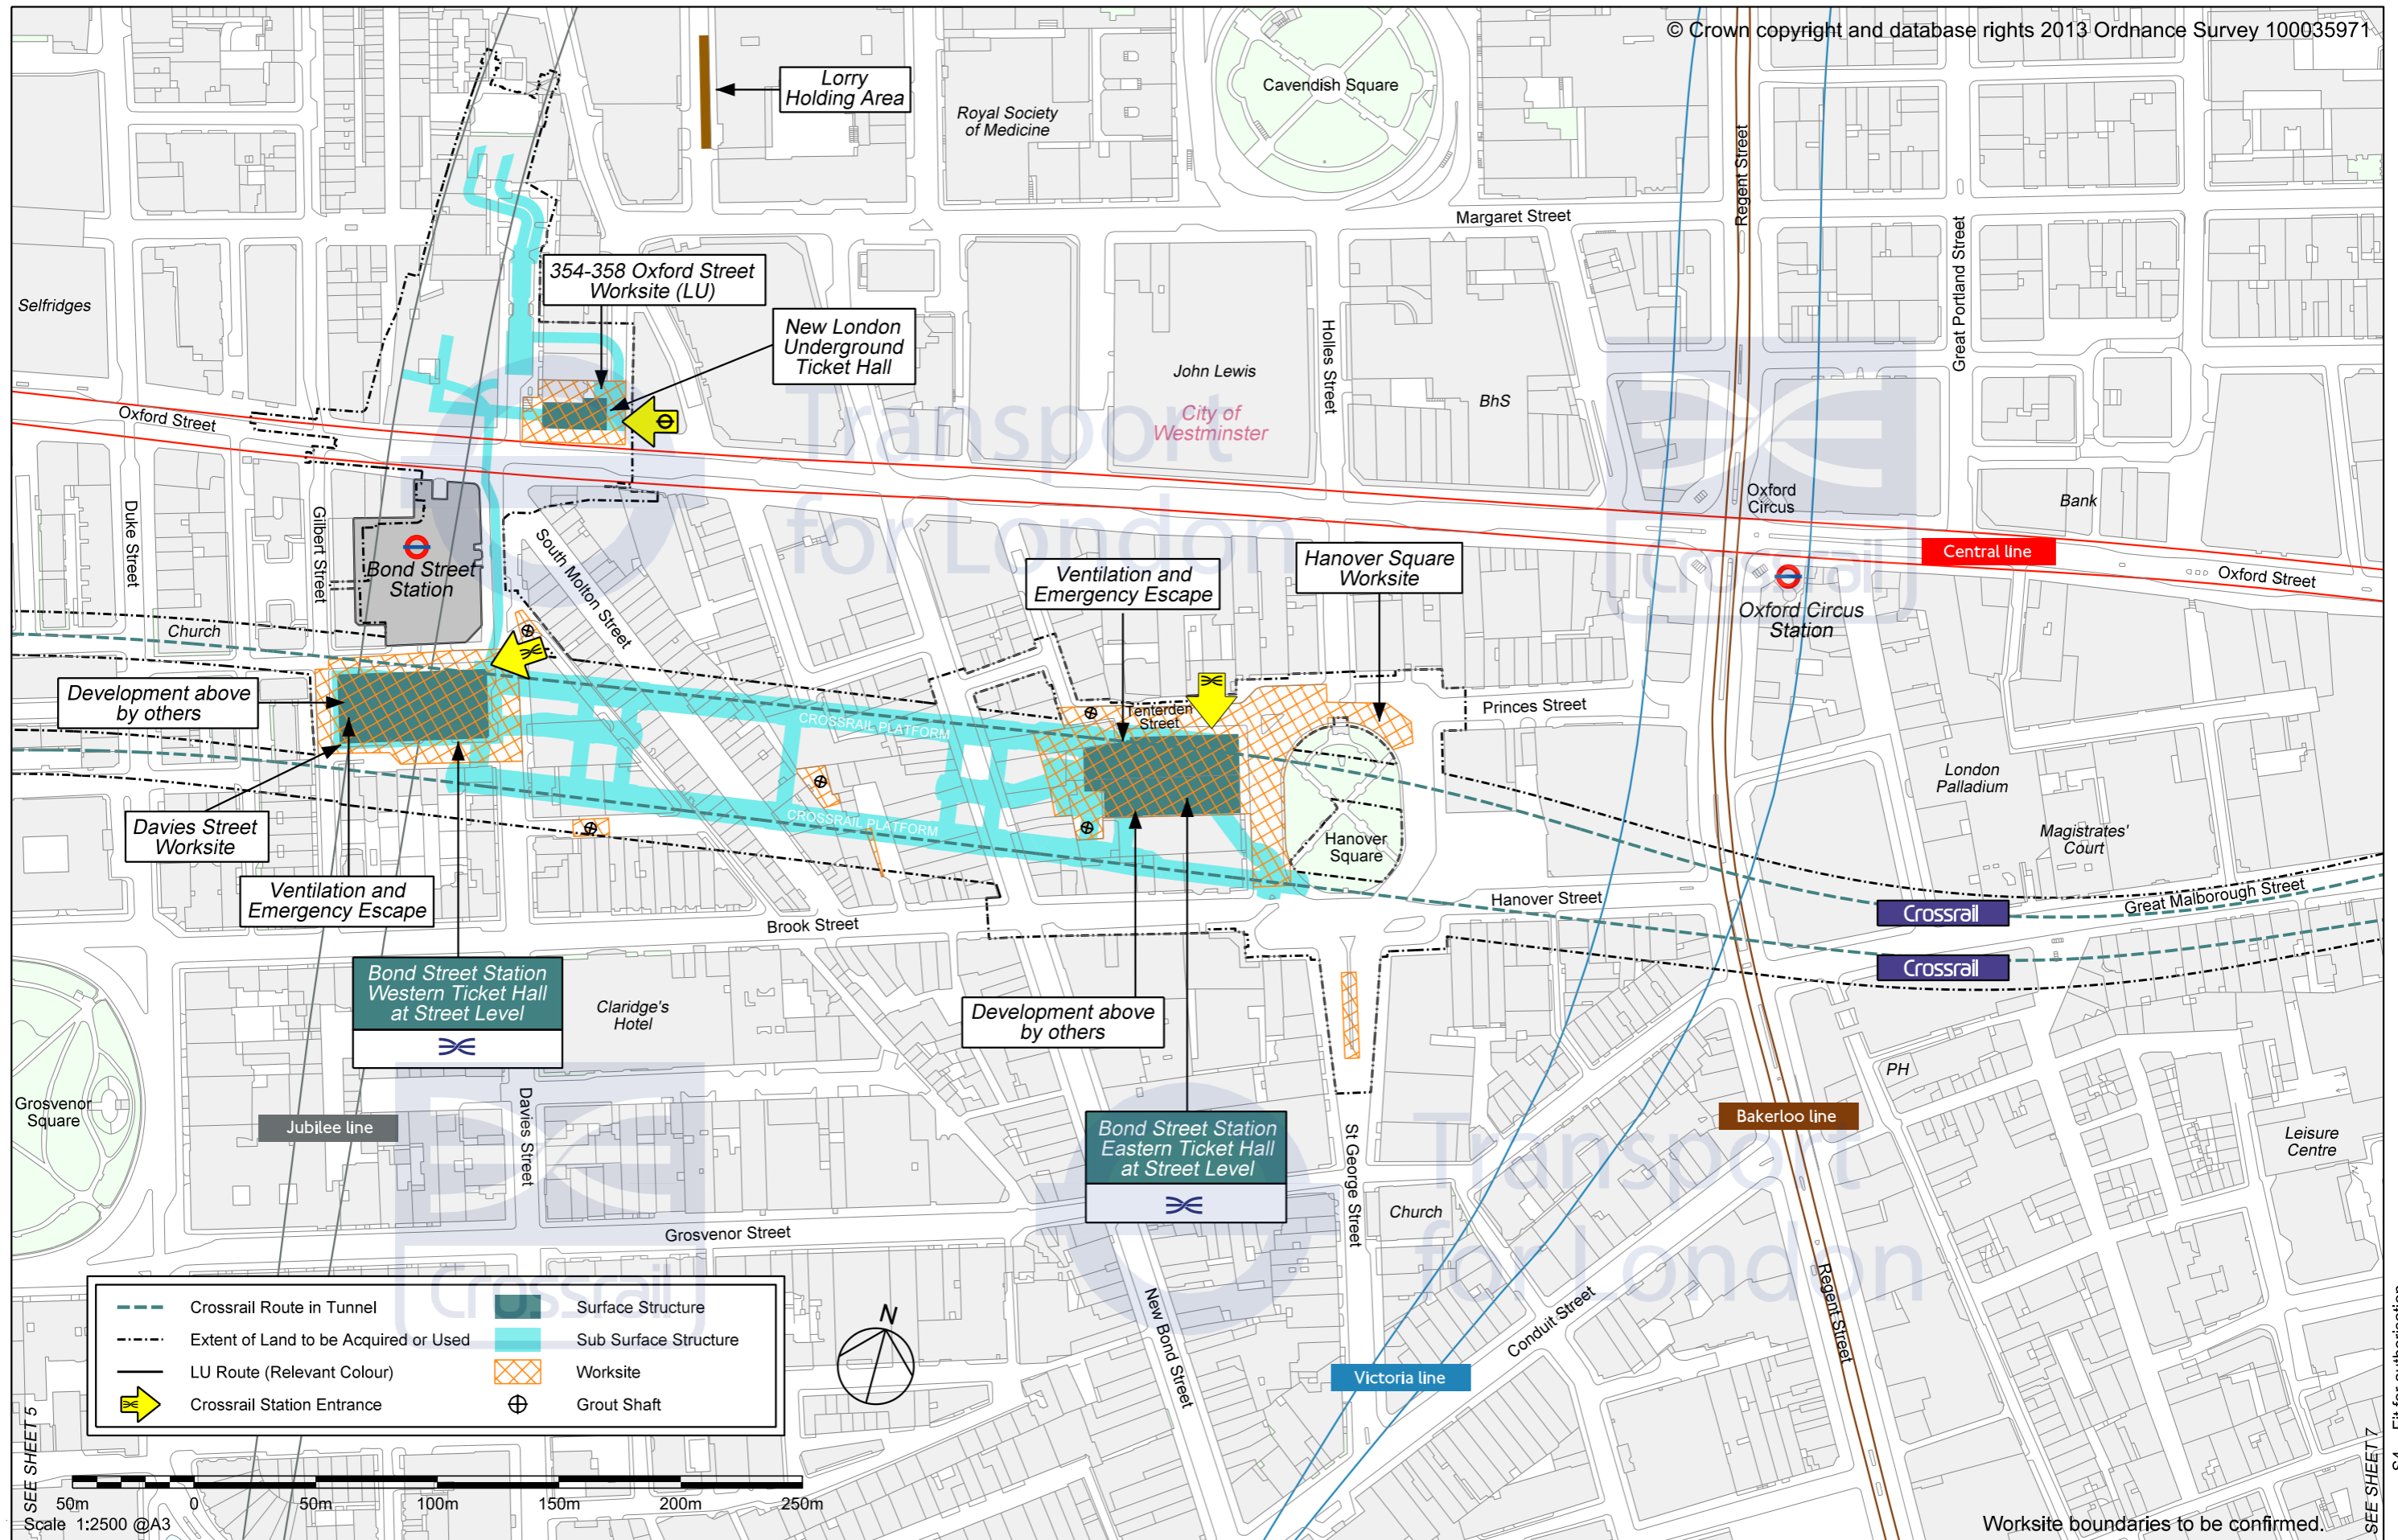 © Crown copyright and database rights 2013 Ordnance Survey 100035971
Lorry
Holding Area
Royal Society
of Medicine
Cavendish Square
Margaret Street
Regent Street
Great Portland Street
Selfridges
354-358 Oxford Street
Worksite (LU)
New London
Underground
Ticket Hall
Holles Street
John Lewis
City of
Westminster
BhS
Transport
for London
Crossrail
Oxford Street
Oxford
Circus
Bank
Central line
Oxford Street
Duke Street
Gilbert Street
Bond Street
Station
South Molton Street
Ventilation and
Emergency Escape
Hanover Square
Worksite
Oxford Circus
Station
Church
Development above
by others
Tenterden
Street
Princes Street
CROSSRAIL PLATFORM
CROSSRAIL PLATFORM
London
Palladium
Magistrates'
Court
Davies Street
Worksite
Hanover
Square
Ventilation and
Emergency Escape
Brook Street
Hanover Street
Crossrail
Great Malborough Street
Crossrail
Bond Street Station
Western Ticket Hall
at Street Level
Claridge's
Hotel
Development above
by others
PH
Grosvenor
Square
Jubilee line
Davies Street
Bond Street Station
Eastern Ticket Hall
at Street Level
St George Street
Bakerloo line
Leisure
Centre
Transport
for London
Church
Grosvenor Street
Crossrail
New Bond Street
Conduit Street
Regent Street
Victoria line
Crossrail Route in Tunnel
Extent of Land to be Acquired or Used
LU Route (Relevant Colour)
Crossrail Station Entrance
Surface Structure
Sub Surface Structure
Worksite
Grout Shaft
N
SEE SHEET 5
50m 0 50m 100m 150m 200m 250m
Scale 1:2500 @A3
Worksite boundaries to be confirmed.
SEE SHEET 7